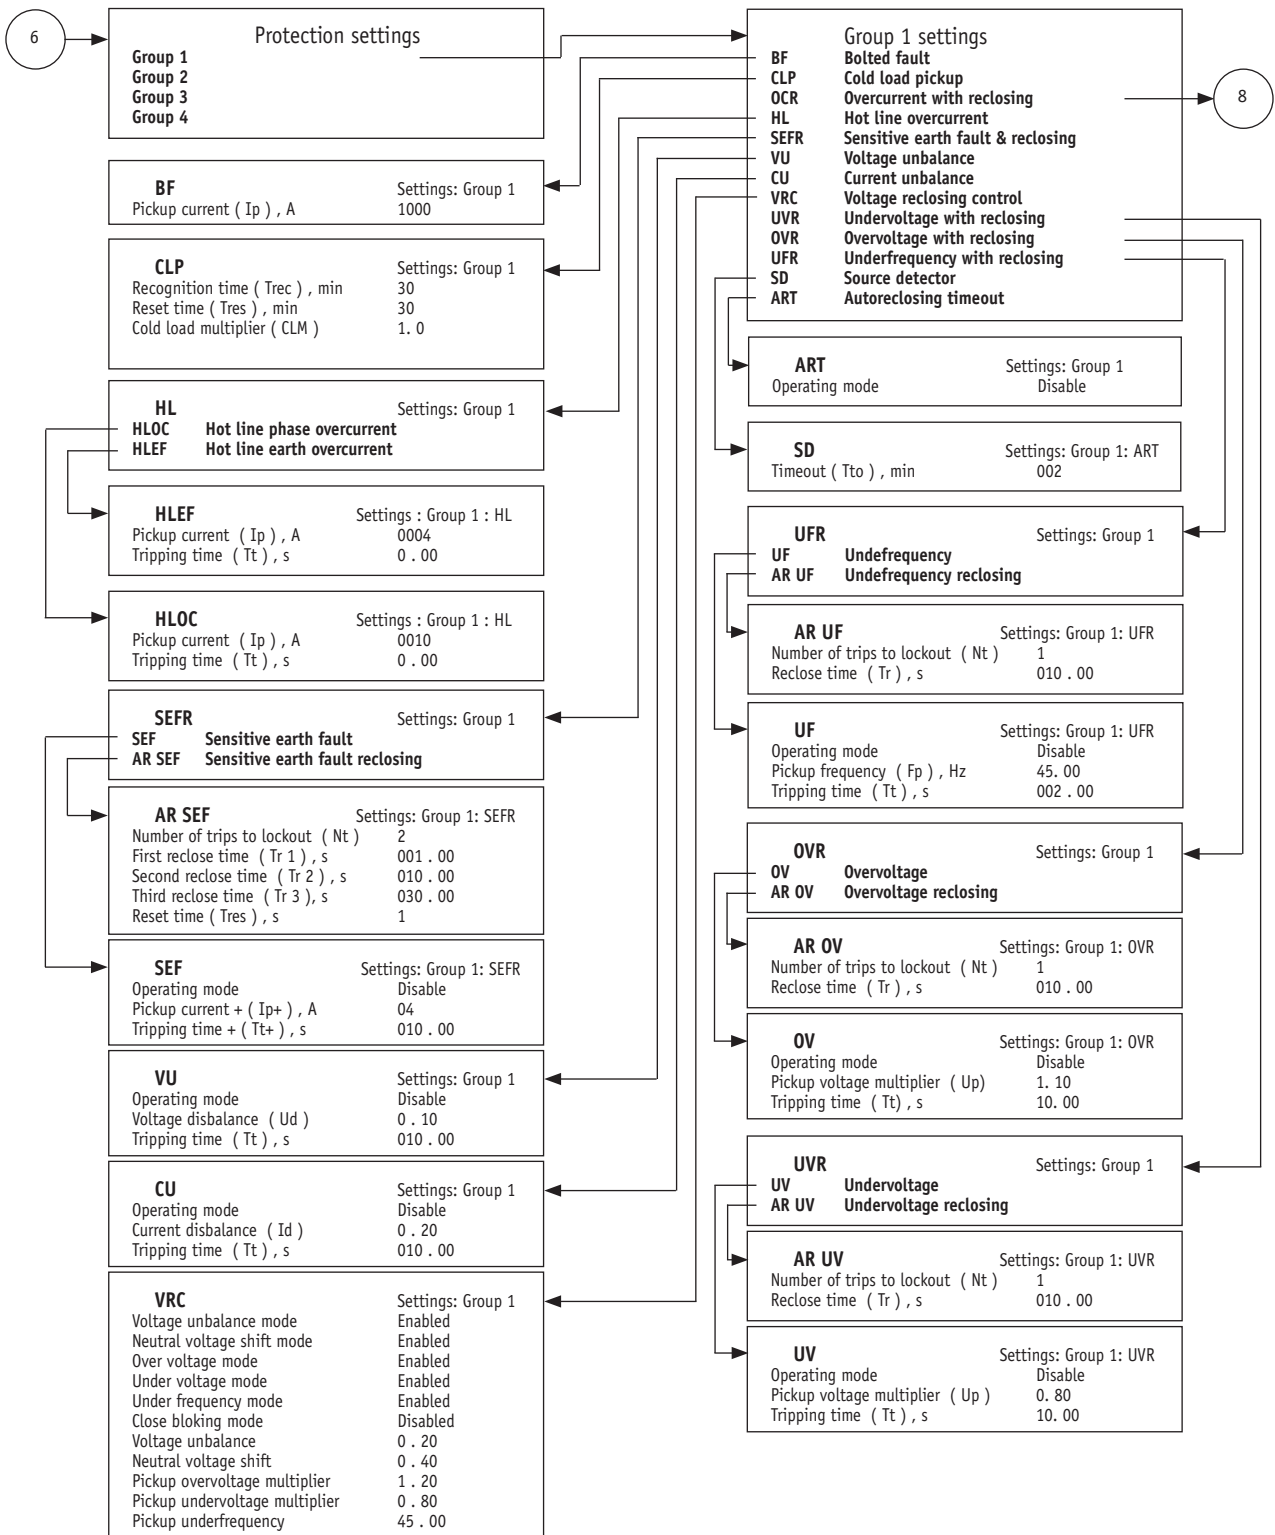 6
Protection settings
Group 1
Group 2
Group 3
Group 4
BF Settings: Group 1
Pickup current ( Ip ) , A 1000
CLP Settings: Group 1
Recognition time ( Trec ) , min 30
Reset time ( Tres ) , min 30
Cold load multiplier ( CLM ) 1. 0
HL Settings: Group 1
HLOC Hot line phase overcurrent
HLEF Hot line earth overcurrent
HLEF Settings : Group 1 : HL
Pickup current ( Ip ) , A 0004
Tripping time ( Tt ) , s 0 . 00
HLOC Settings : Group 1 : HL
Pickup current ( Ip ) , A 0010
Tripping time ( Tt ) , s 0 . 00
SEFR Settings: Group 1
SEF Sensitive earth fault
AR SEF Sensitive earth fault reclosing
AR SEF Settings: Group 1: SEFR
Number of trips to lockout ( Nt ) 2
First reclose time ( Tr 1 ) , s 001 . 00
Second reclose time ( Tr 2 ) , s 010 . 00
Third reclose time ( Tr 3 ), s 030 . 00
Reset time ( Tres ) , s 1
SEF Settings: Group 1: SEFR
Operating mode Disable
Pickup current + ( Ip+ ) , A 04
Tripping time + ( Tt+ ) , s 010 . 00
VU Settings: Group 1
Operating mode Disable
Voltage disbalance ( Ud ) 0 . 10
Tripping time ( Tt ) , s 010 . 00
CU Settings: Group 1
Operating mode Disable
Current disbalance ( Id ) 0 . 20
Tripping time ( Tt ) , s 010 . 00
VRC Settings: Group 1
Voltage unbalance mode Enabled
Neutral voltage shift mode Enabled
Over voltage mode Enabled
Under voltage mode Enabled
Under frequency mode Enabled
Close bloking mode Disabled
Voltage unbalance 0 . 20
Neutral voltage shift 0 . 40
Pickup overvoltage multiplier 1 . 20
Pickup undervoltage multiplier 0 . 80
Pickup underfrequency 45 . 00
Group 1 settings
BF Bolted fault
CLP Cold load pickup
OCR Overcurrent with reclosing
HL Hot line overcurrent
SEFR Sensitive earth fault & reclosing
VU Voltage unbalance
CU Current unbalance
VRC Voltage reclosing control
UVR Undervoltage with reclosing
OVR Overvoltage with reclosing
UFR Underfrequency with reclosing
SD Source detector
ART Autoreclosing timeout
8
ART Settings: Group 1
Operating mode Disable
SD Settings: Group 1: ART
Timeout ( Tto ) , min 002
UFR Settings: Group 1
UF Undefrequency
AR UF Undefrequency reclosing
AR UF Settings: Group 1: UFR
Number of trips to lockout ( Nt ) 1
Reclose time ( Tr ) , s 010 . 00
UF Settings: Group 1: UFR
Operating mode Disable
Pickup frequency ( Fp ) , Hz 45. 00
Tripping time ( Tt ) , s 002 . 00
OVR Settings: Group 1
OV Overvoltage
AR OV Overvoltage reclosing
AR OV Settings: Group 1: OVR
Number of trips to lockout ( Nt ) 1
Reclose time ( Tr ) , s 010 . 00
OV Settings: Group 1: OVR
Operating mode Disable
Pickup voltage multiplier ( Up) 1. 10
Tripping time ( Tt) , s 10. 00
UVR Settings: Group 1
UV Undervoltage
AR UV Undervoltage reclosing
AR UV Settings: Group 1: UVR
Number of trips to lockout ( Nt ) 1
Reclose time ( Tr ) , s 010 . 00
UV Settings: Group 1: UVR
Operating mode Disable
Pickup voltage multiplier ( Up ) 0. 80
Tripping time ( Tt ) , s 10. 00